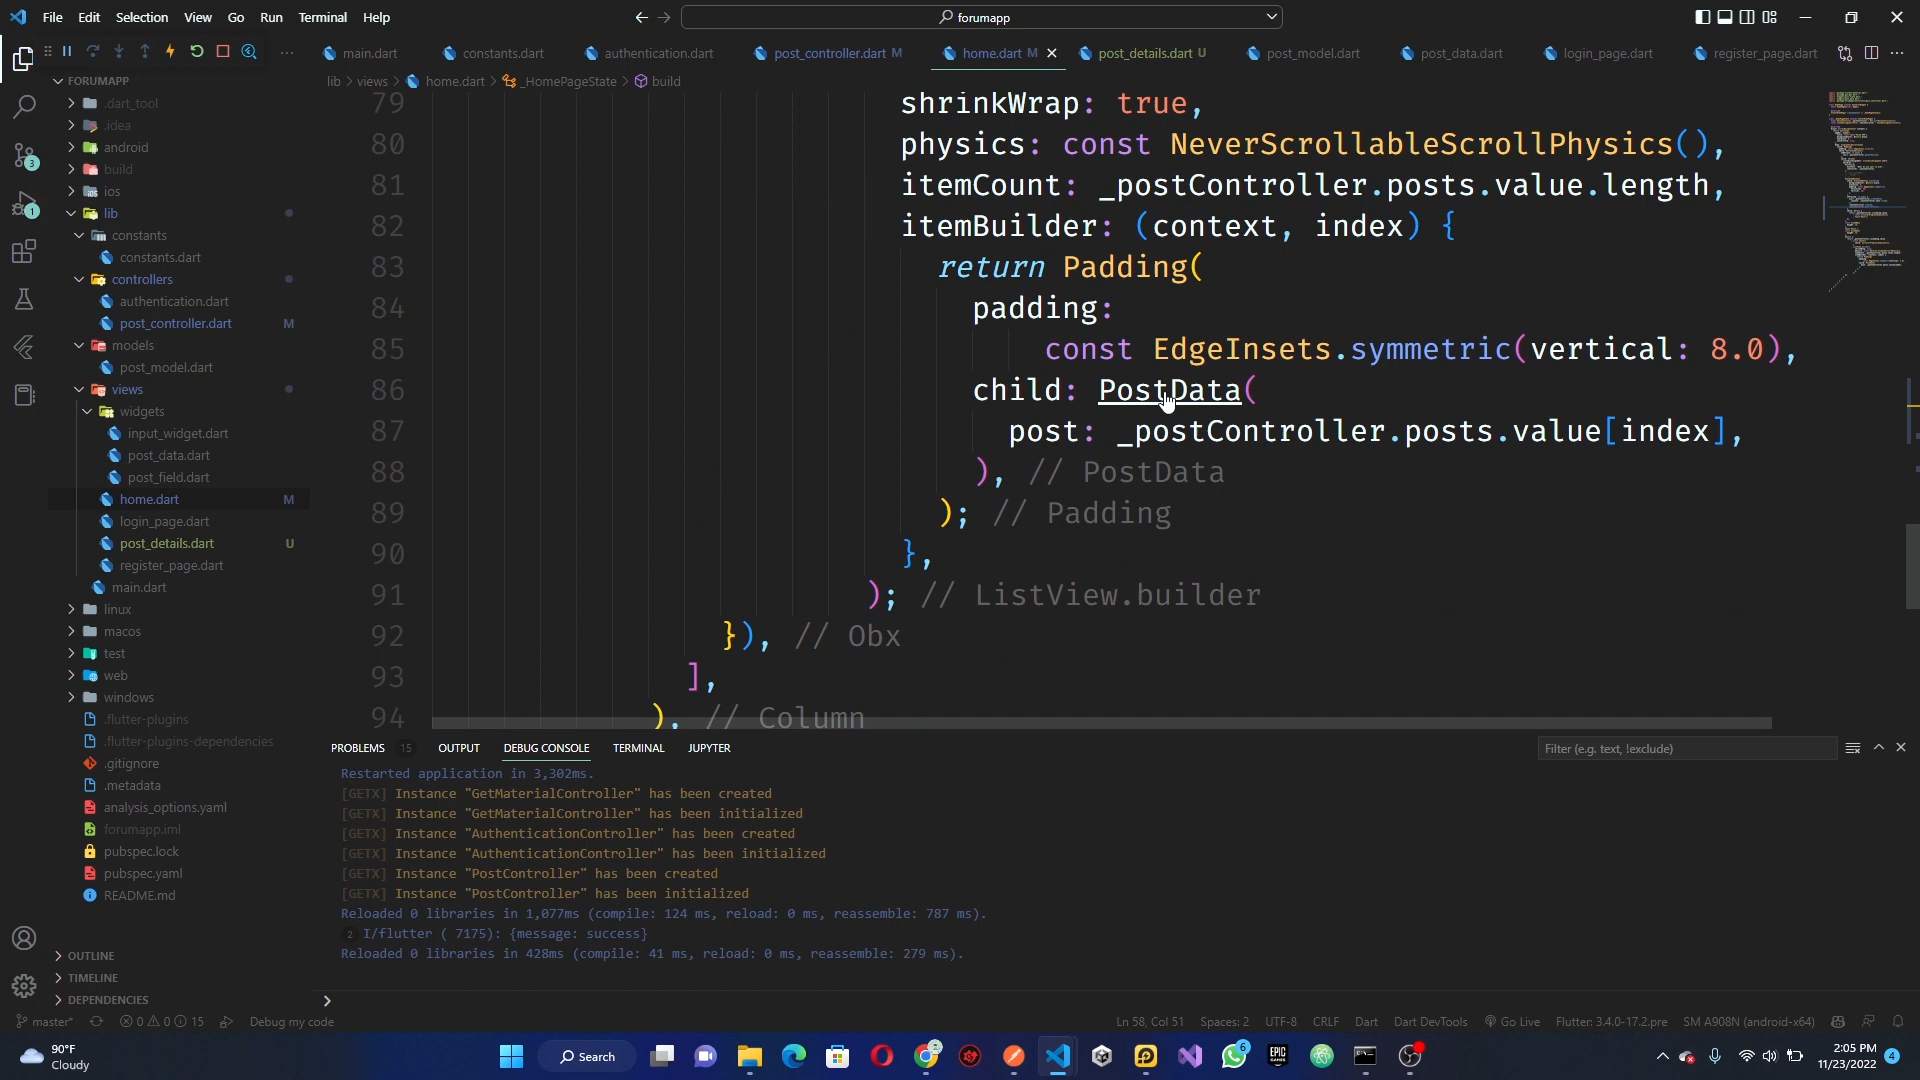 File Edit Selection View Go Run Terminal Help
forumapp
main.dart constants.dart authentication.dart post_controller.dart M home.dart M post_details.dart U post_model.dart post_data.dart login_page.dart register_page.dart
FORUMAPP
lib > views > home.dart > _HomePageState > build
.dart_tool
.idea
android
build
ios
lib
constants
constants.dart
controllers
authentication.dart
post_controller.dart M
models
post_model.dart
views
widgets
input_widget.dart
post_data.dart
post_field.dart
home.dart M
login_page.dart
post_details.dart U
register_page.dart
main.dart
linux
macos
test
web
windows
.flutter-plugins
.flutter-plugins-dependencies
.gitignore
.metadata
analysis_options.yaml
forumapp.iml
pubspec.lock
pubspec.yaml
README.md
OUTLINE
TIMELINE
DEPENDENCIES
3
1
79 shrinkWrap: true,
80 physics: const NeverScrollableScrollPhysics(),
81 itemCount: _postController.posts.value.length,
82 itemBuilder: (context, index) {
83 return Padding(
84 padding:
85 const EdgeInsets.symmetric(vertical: 8.0),
86 child: PostData(
87 post: _postController.posts.value[index],
88 ), // PostData
89 ); // Padding
90 },
91 ); // ListView.builder
92 }), // Obx
93 ],
94 ), // Column
PROBLEMS 15 OUTPUT DEBUG CONSOLE TERMINAL JUPYTER
Filter (e.g. text, !exclude)
Restarted application in 3,302ms.
[GETX] Instance "GetMaterialController" has been created
[GETX] Instance "GetMaterialController" has been initialized
[GETX] Instance "AuthenticationController" has been created
[GETX] Instance "AuthenticationController" has been initialized
[GETX] Instance "PostController" has been created
[GETX] Instance "PostController" has been initialized
Reloaded 0 libraries in 1,077ms (compile: 124 ms, reload: 0 ms, reassemble: 787 ms).
2 I/flutter ( 7175): {message: success}
Reloaded 0 libraries in 428ms (compile: 41 ms, reload: 0 ms, reassemble: 279 ms).
master* 0 0 15 Debug my code Ln 58, Col 51 Spaces: 2 UTF-8 CRLF Dart Dart DevTools Go Live Flutter: 3.4.0-17.2.pre SM A908N (android-x64)
90°F
Cloudy
Search
6
EPIC GAMES
2:05 PM
11/23/2022
4